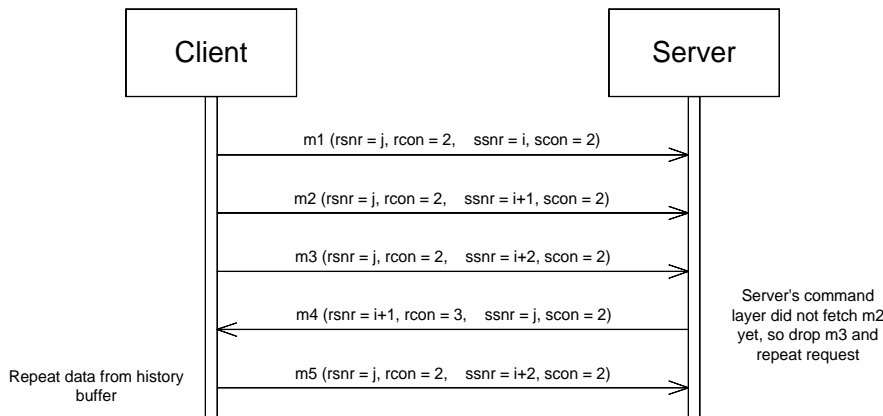 Client
Server
m1 (rsnr = j, rcon = 2, ssnr = i, scon = 2)
m2 (rsnr = j, rcon = 2, ssnr = i+1, scon = 2)
m3 (rsnr = j, rcon = 2, ssnr = i+2, scon = 2)
m4 (rsnr = i+1, rcon = 3, ssnr = j, scon = 2)
Server's command
layer did not fetch m2
yet, so drop m3 and
repeat request
Repeat data from history
buffer
m5 (rsnr = j, rcon = 2, ssnr = i+2, scon = 2)